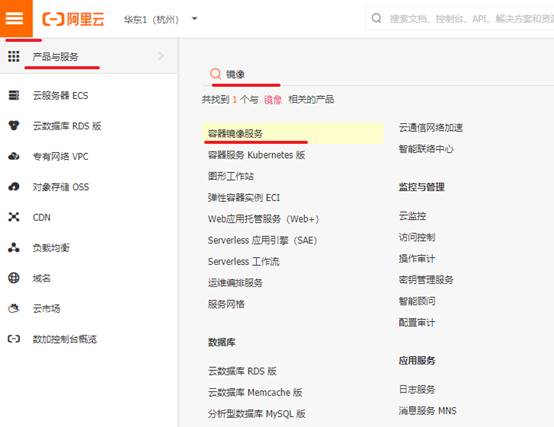 阿里云
华东1（杭州）
搜索文档、控制台、API、解决方案和资源
产品与服务
云服务器 ECS
云数据库 RDS 版
专有网络 VPC
对象存储 OSS
CDN
负载均衡
域名
云市场
数加控制台概览
镜像
共找到 1 个与 镜像 相关的产品
容器镜像服务
容器服务 Kubernetes 版
图形工作站
弹性容器实例 ECI
Web应用托管服务（Web+）
Serverless 应用引擎（SAE）
Serverless 工作流
运维编排服务
服务网格
数据库
云数据库 RDS 版
云数据库 Memcache 版
分析型数据库 MySQL 版
云通信网络加速
智能联络中心
监控与管理
云监控
访问控制
操作审计
密钥管理服务
智能顾问
配置审计
应用服务
日志服务
消息服务 MNS